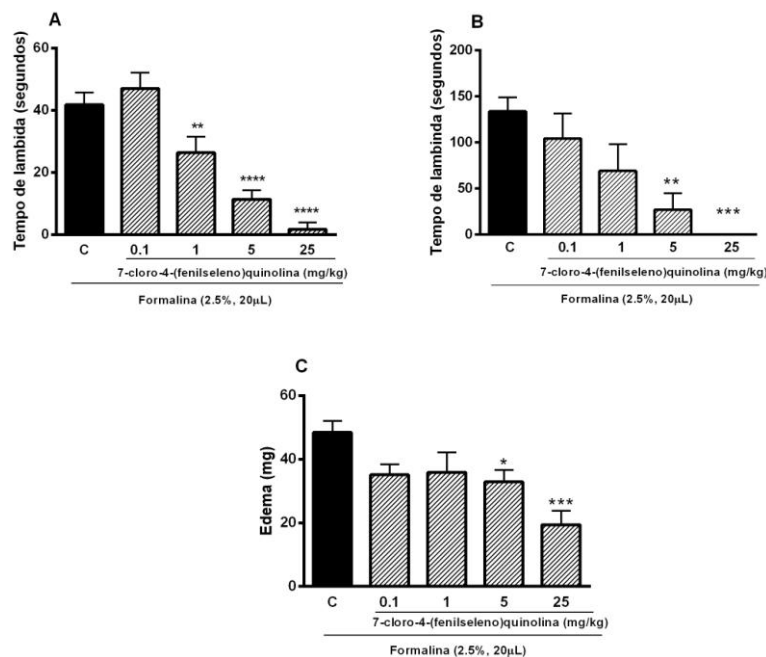 A
Tempo de lambida (segundos)
60
40
20
0
**
****
****
C 0.1 1 5 25
7-cloro-4-(fenilseleno)quinolina (mg/kg)
Formalina (2.5%, 20µL)
B
Tempo de lambinda (segundos)
200
150
100
50
0
**
***
C 0.1 1 5 25
7-cloro-4-(fenilseleno)quinolina (mg/kg)
Formalina (2.5%, 20µL)
C
Edema (mg)
60
40
20
0
*
***
C 0.1 1 5 25
7-cloro-4-(fenilseleno)quinolina (mg/kg)
Formalina (2.5%, 20µL)